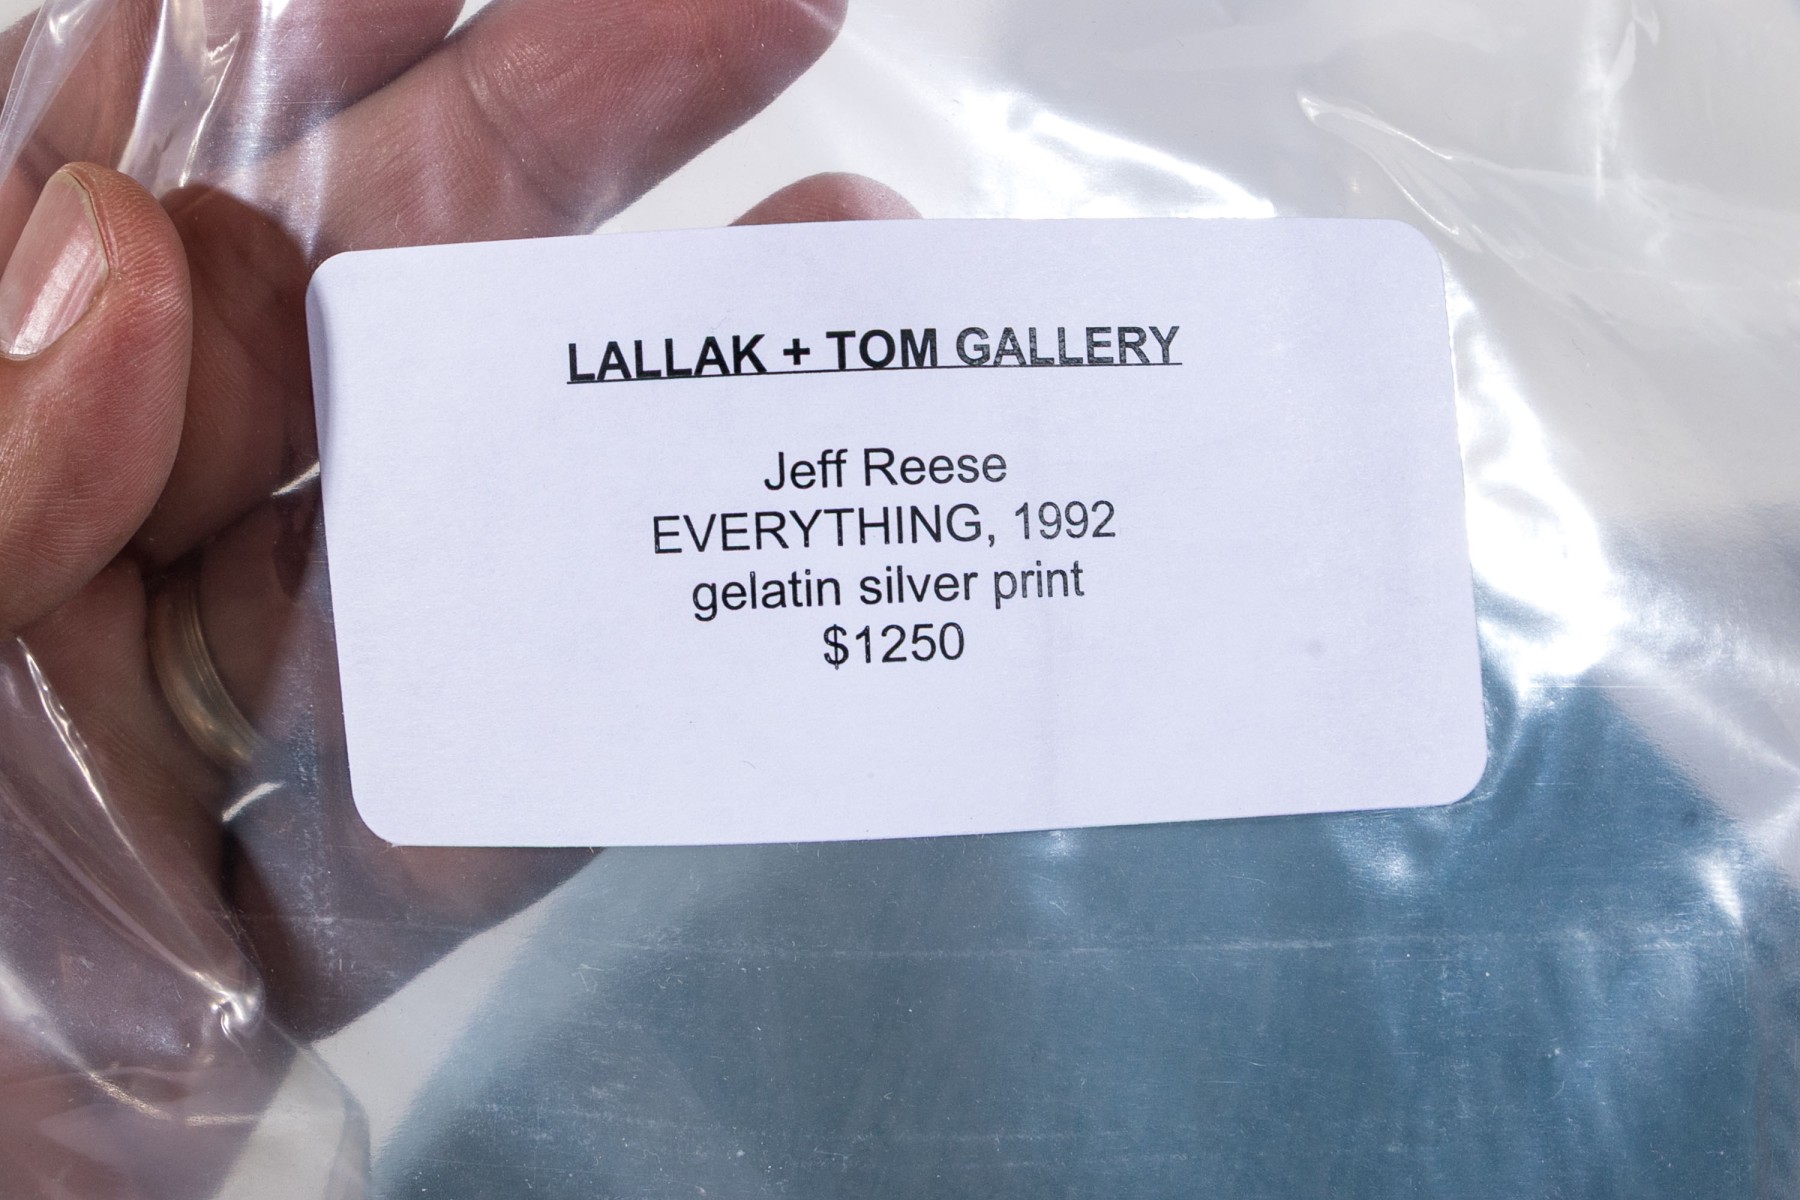 LALLAK + TOM GALLERY
Jeff Reese
EVERYTHING, 1992
gelatin silver print
$1250